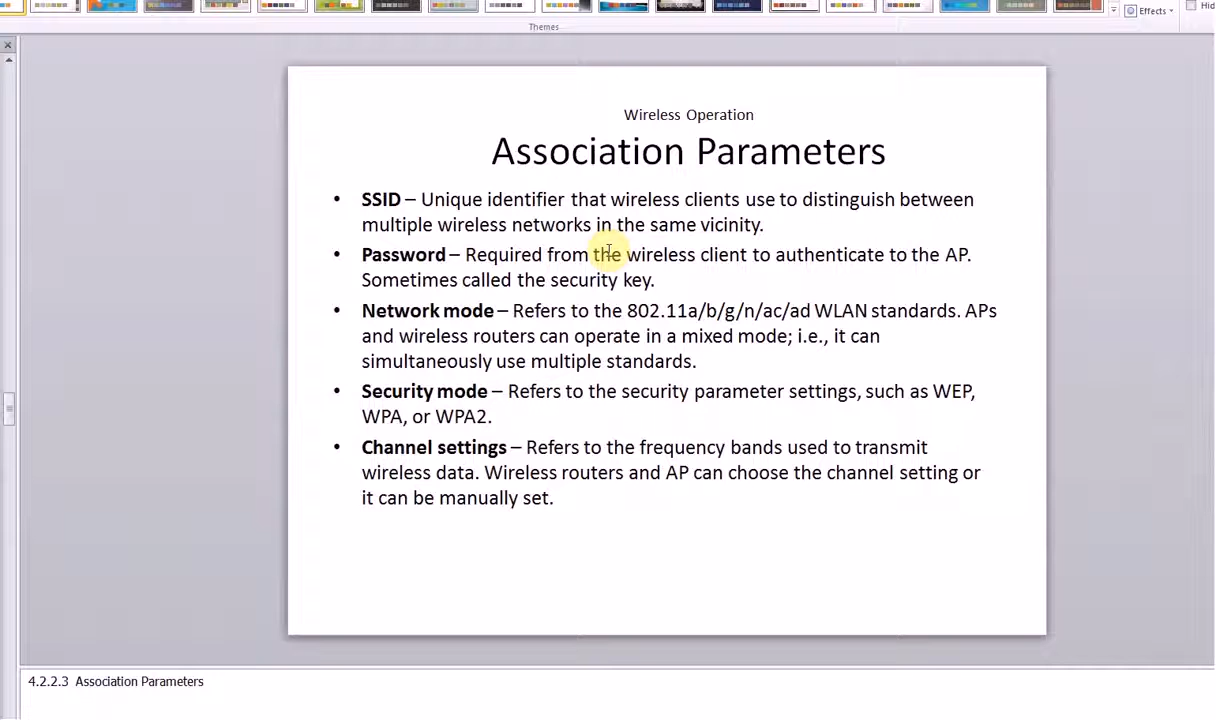 Effects
Hid
Themes
Wireless Operation
Association Parameters
• SSID – Unique identifier that wireless clients use to distinguish between
multiple wireless networks in the same vicinity.
• Password – Required from the wireless client to authenticate to the AP.
Sometimes called the security key.
• Network mode – Refers to the 802.11a/b/g/n/ac/ad WLAN standards. APs
and wireless routers can operate in a mixed mode; i.e., it can
simultaneously use multiple standards.
• Security mode – Refers to the security parameter settings, such as WEP,
WPA, or WPA2.
• Channel settings – Refers to the frequency bands used to transmit
wireless data. Wireless routers and AP can choose the channel setting or
it can be manually set.
4.2.2.3 Association Parameters